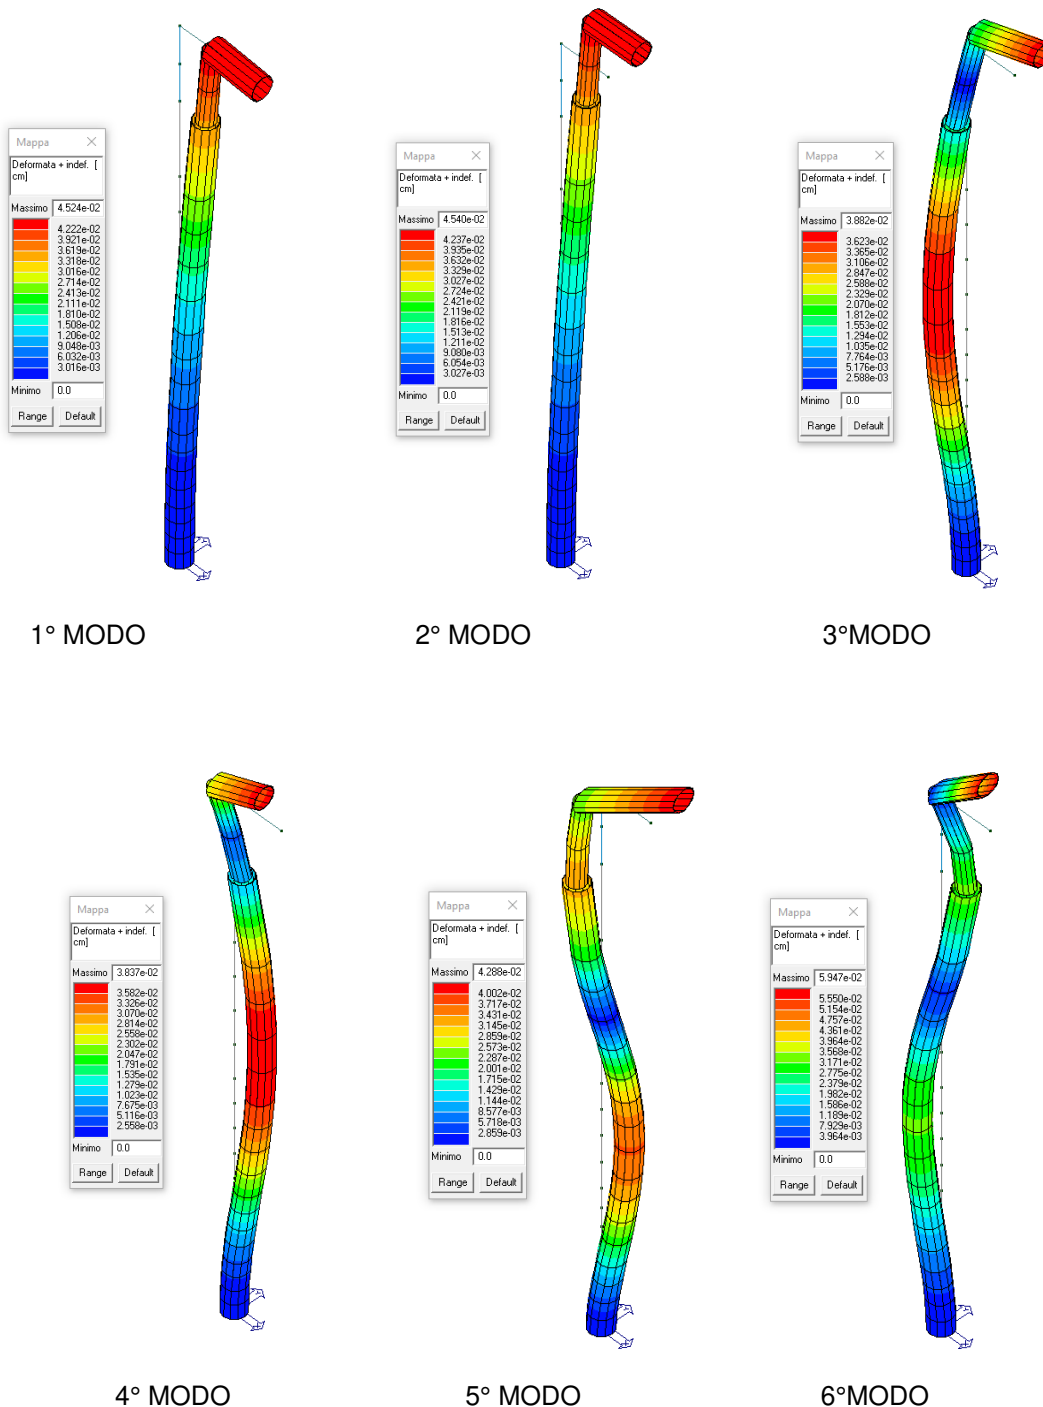 Mappa
Deformata + indef. [
cm]
Massimo 4.524e-02
4.222e-02
3.921e-02
3.619e-02
3.318e-02
3.016e-02
2.714e-02
2.413e-02
2.111e-02
1.810e-02
1.508e-02
1.206e-02
9.048e-03
6.032e-03
3.016e-03
Minimo 0.0
Range Default
1° MODO
Mappa
Deformata + indef. [
cm]
Massimo 4.540e-02
4.237e-02
3.935e-02
3.632e-02
3.329e-02
3.027e-02
2.724e-02
2.421e-02
2.119e-02
1.816e-02
1.513e-02
1.211e-02
9.080e-03
6.054e-03
3.027e-03
Minimo 0.0
Range Default
2° MODO
Mappa
Deformata + indef. [
cm]
Massimo 3.882e-02
3.623e-02
3.365e-02
3.106e-02
2.847e-02
2.588e-02
2.329e-02
2.070e-02
1.812e-02
1.553e-02
1.294e-02
1.035e-02
7.764e-03
5.176e-03
2.588e-03
Minimo 0.0
Range Default
3°MODO
Mappa
Deformata + indef. [
cm]
Massimo 3.837e-02
3.582e-02
3.326e-02
3.070e-02
2.814e-02
2.558e-02
2.302e-02
2.047e-02
1.791e-02
1.535e-02
1.279e-02
1.023e-02
7.675e-03
5.116e-03
2.558e-03
Minimo 0.0
Range Default
4° MODO
Mappa
Deformata + indef. [
cm]
Massimo 4.288e-02
4.002e-02
3.717e-02
3.431e-02
3.145e-02
2.859e-02
2.573e-02
2.287e-02
2.001e-02
1.715e-02
1.429e-02
1.144e-02
8.577e-03
5.718e-03
2.859e-03
Minimo 0.0
Range Default
5° MODO
Mappa
Deformata + indef. [
cm]
Massimo 5.947e-02
5.550e-02
5.154e-02
4.757e-02
4.361e-02
3.964e-02
3.568e-02
3.171e-02
2.775e-02
2.379e-02
1.982e-02
1.586e-02
1.189e-02
7.929e-03
3.964e-03
Minimo 0.0
Range Default
6°MODO